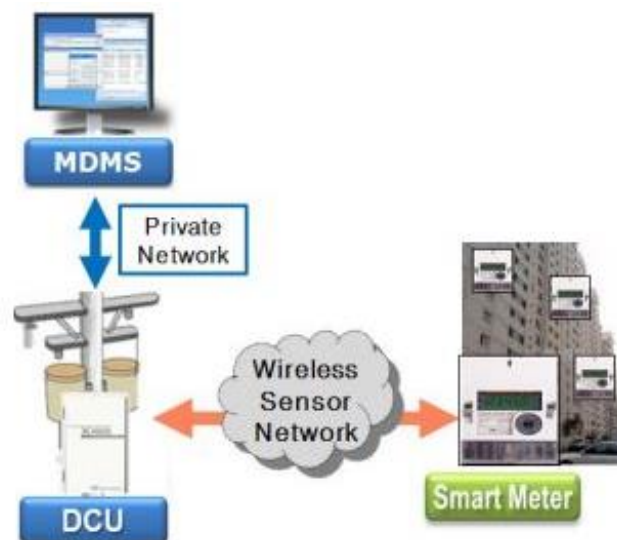 MDMS
Private
Network
Wireless
Sensor
Network
DCU
Smart Meter